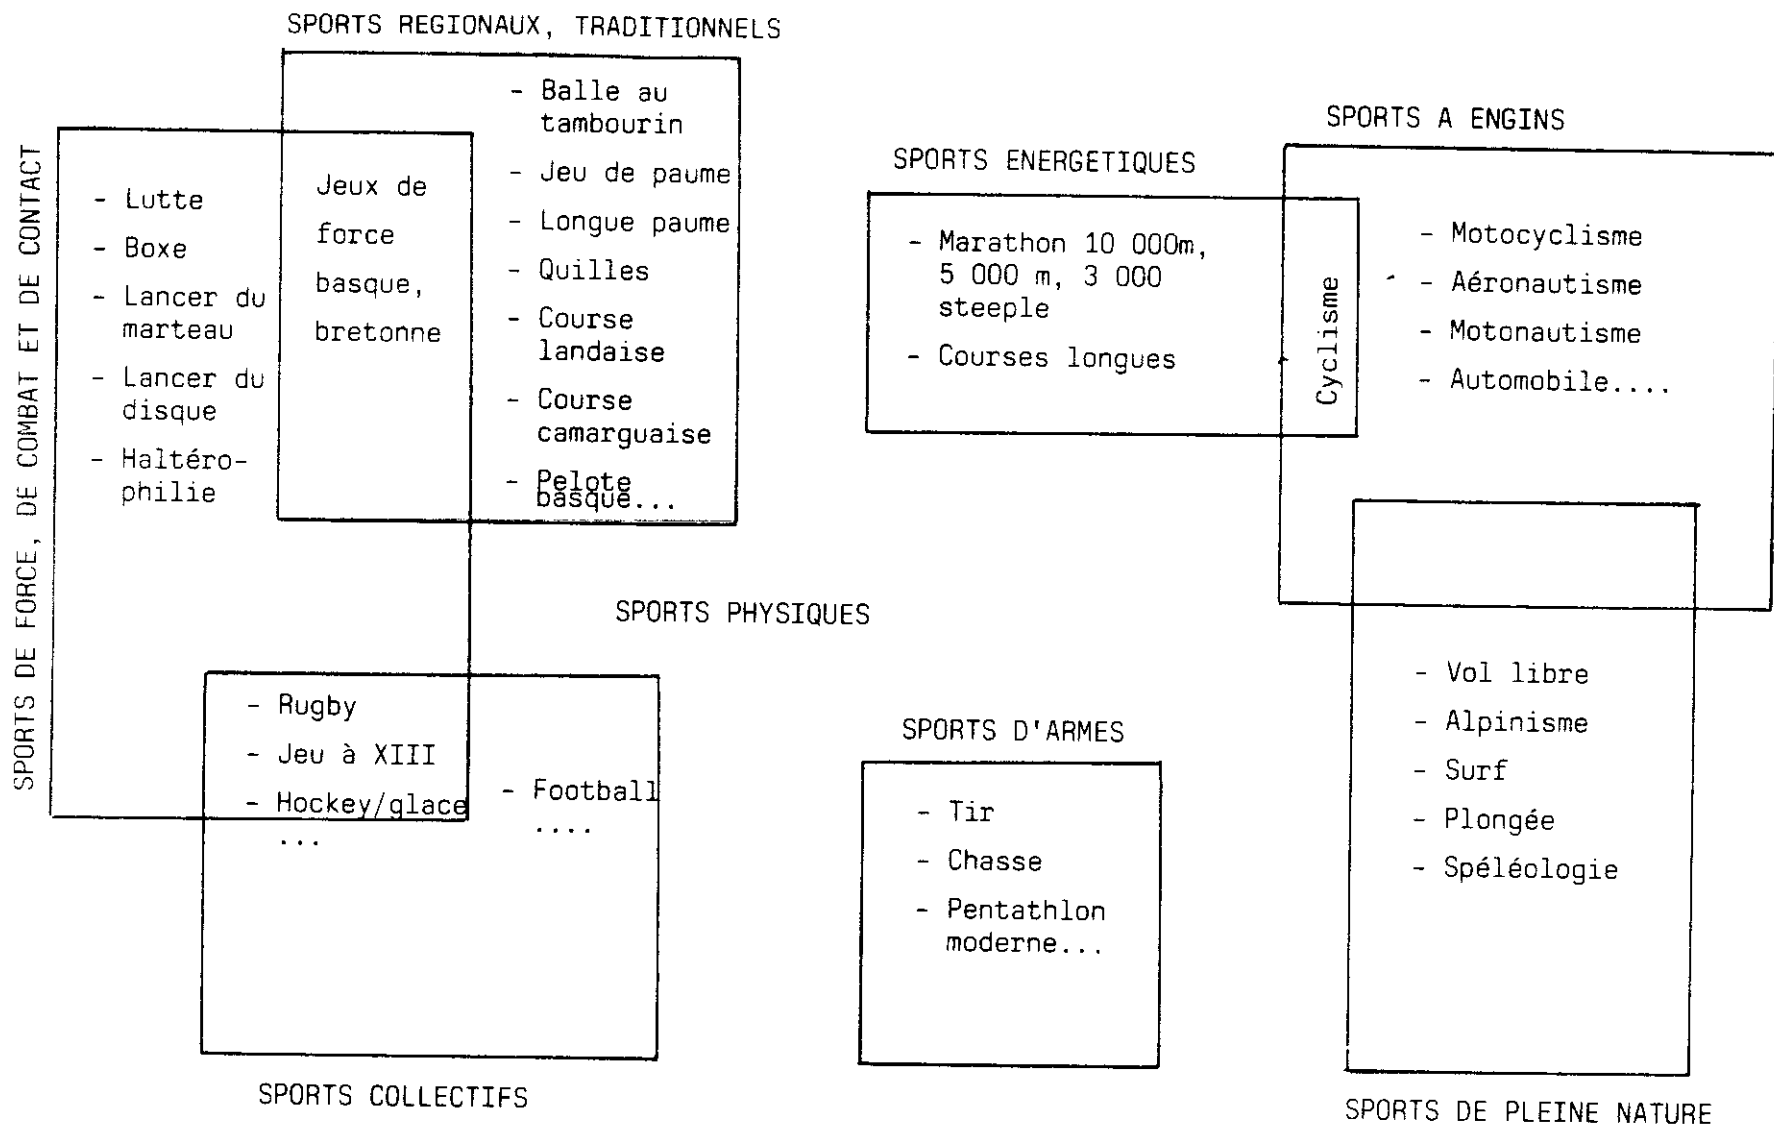 SPORTS REGIONAUX, TRADITIONNELS
- Balle au
tambourin
- Jeu de paume
- Longue paume
- Quilles
- Course
landaise
- Course
camarguaise
- Pelote
basque...
Jeux de
force
basque,
bretonne
SPORTS DE FORCE, DE COMBAT ET DE CONTACT
- Lutte
- Boxe
- Lancer du
marteau
- Lancer du
disque
- Haltéro-
philie
SPORTS ENERGETIQUES
- Marathon 10 000m,
5 000 m, 3 000
steeple
- Courses longues
Cyclisme
SPORTS A ENGINS
- Motocyclisme
- Aéronautisme
- Motonautisme
- Automobile....
SPORTS PHYSIQUES
- Rugby
- Jeu à XIII
- Hockey/glace
...
- Football
....
SPORTS COLLECTIFS
SPORTS D'ARMES
- Tir
- Chasse
- Pentathlon
moderne...
- Vol libre
- Alpinisme
- Surf
- Plongée
- Spéléologie
SPORTS DE PLEINE NATURE